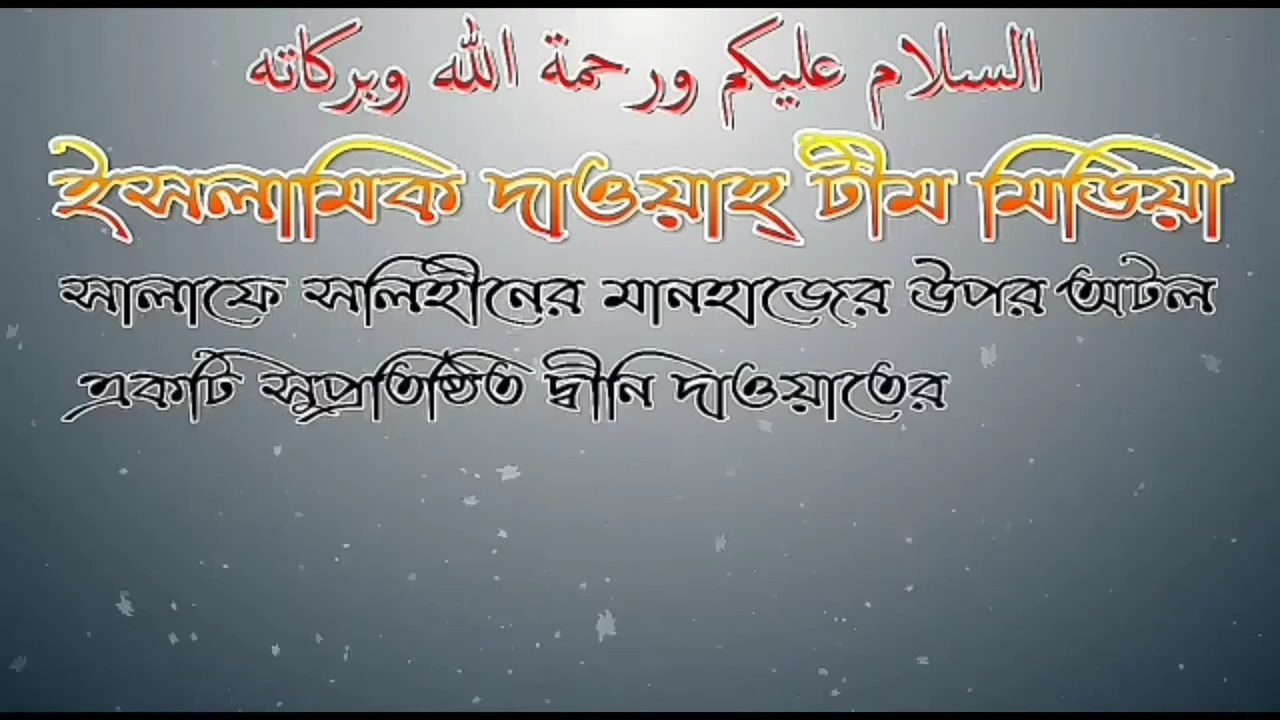 السلام عليكم ورحمة الله وبركاته
ইসলামিক দাওয়াহ্ টীম মিডিয়া
সালাফে সলিহীনের মানহাজের উপর অটল
একটি সুপ্রতিষ্ঠিত দ্বীনি দাওয়াতের